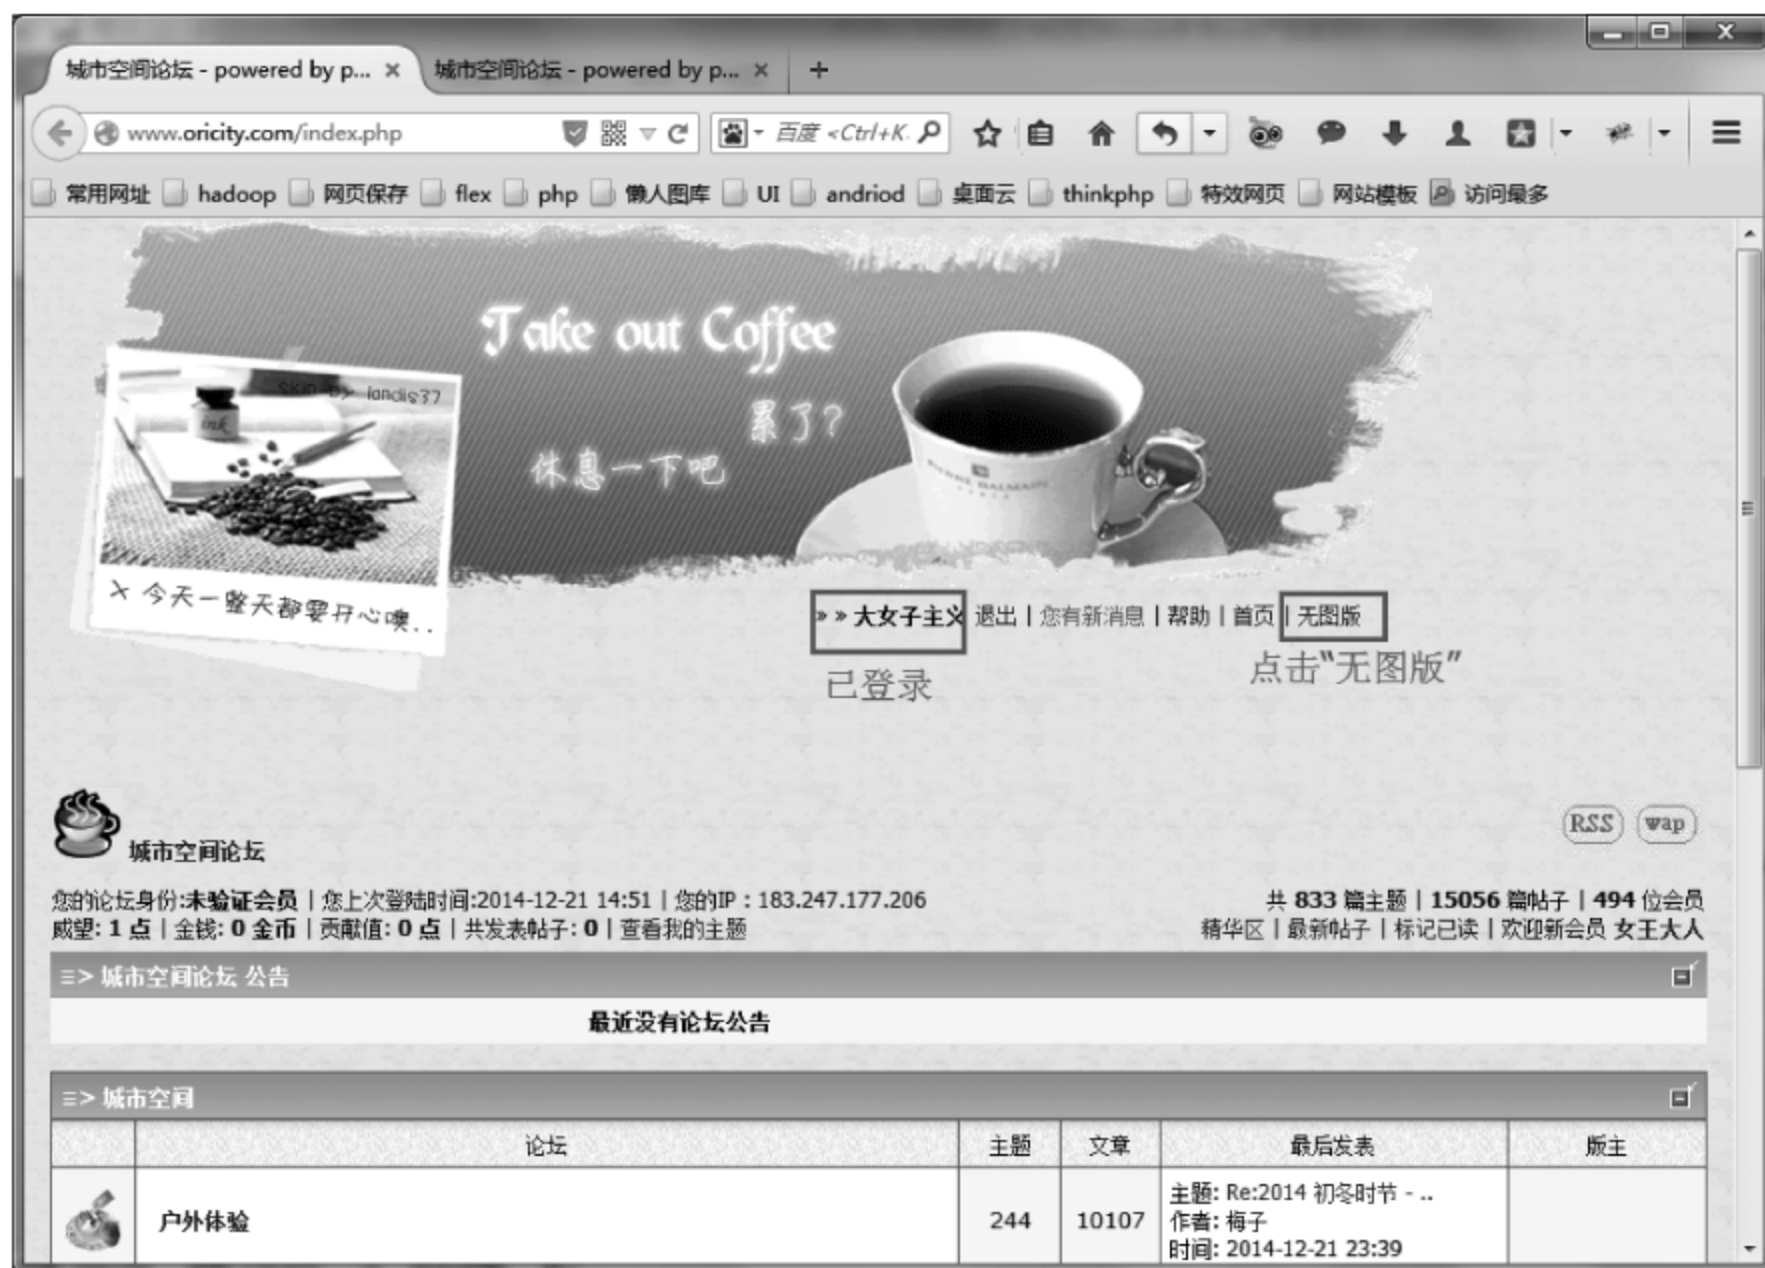 城市空间论坛 - powered by p... × 城市空间论坛 - powered by p... × +
www.oricity.com/index.php 百度 <Ctrl+K.
常用网址 hadoop 网页保存 flex php 懒人图库 UI andriod 桌面云 thinkphp 特效网页 网站模板 访问最多
Take out Coffee
Skin by landis37
ink
累了?
休息一下吧
PIERRE BALMAIN
× 今天一整天都要开心噢..
» » 大女子主义 退出 | 您有新消息 | 帮助 | 首页 | 无图版
已登录
点击“无图版”
RSS wap
城市空间论坛
您的论坛身份:未验证会员 | 您上次登陆时间:2014-12-21 14:51 | 您的IP : 183.247.177.206
共 833 篇主题 | 15056 篇帖子 | 494 位会员
威望: 1 点 | 金钱: 0 金币 | 贡献值: 0 点 | 共发表帖子: 0 | 查看我的主题
精华区 | 最新帖子 | 标记已读 | 欢迎新会员 女王大人
≡> 城市空间论坛 公告
最近没有论坛公告
≡> 城市空间
论坛 主题 文章 最后发表 版主
户外体验 244 10107
主题: Re:2014 初冬时节 - ..
作者: 梅子
时间: 2014-12-21 23:39